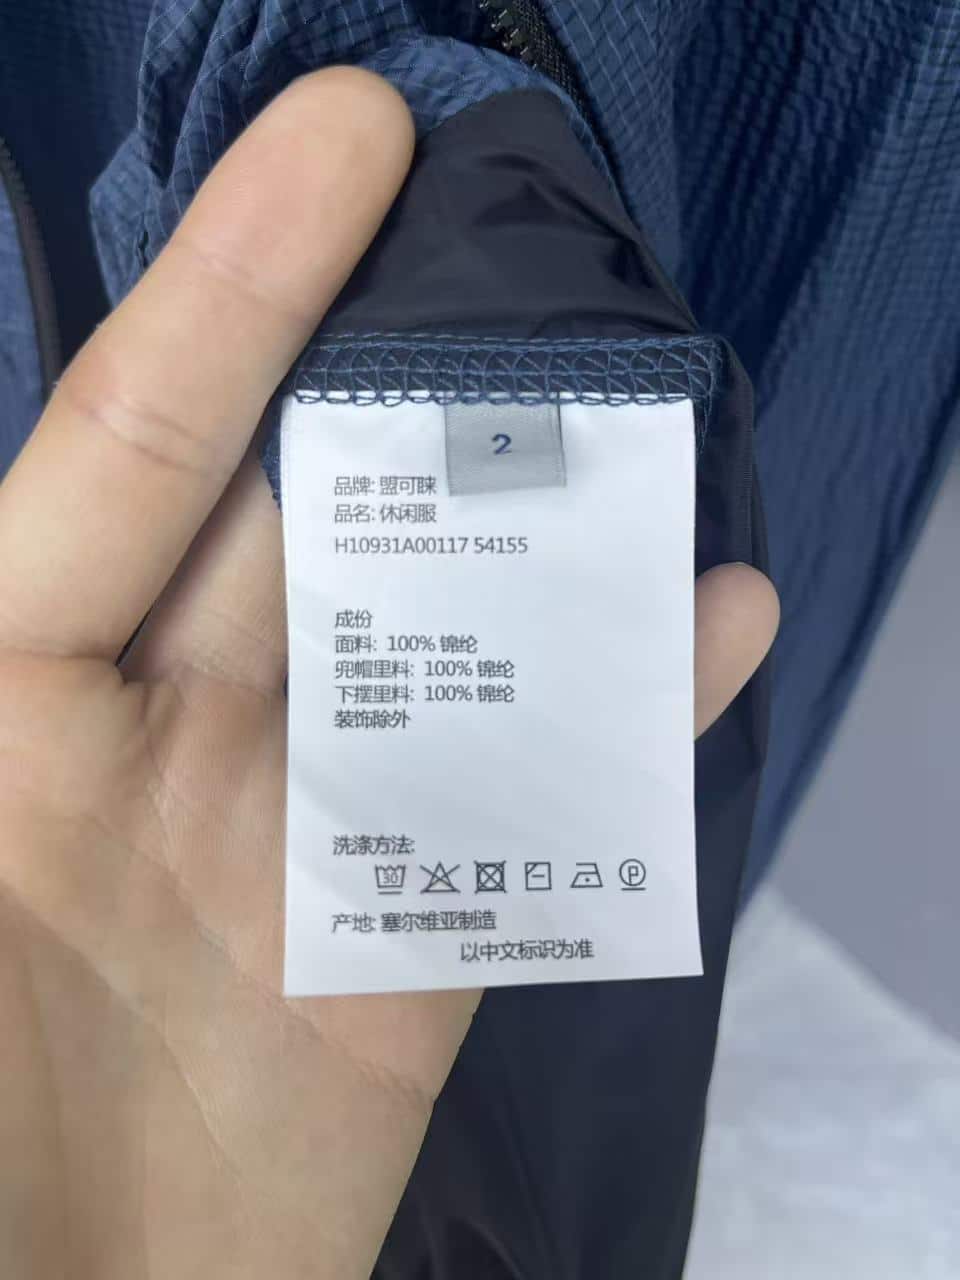 2
品牌: 盟可睐
品名: 休闲服
H10931A00117 54155
成份
面料: 100% 锦纶
兜帽里料: 100% 锦纶
下摆里料: 100% 锦纶
装饰除外
洗涤方法:
30 P
产地: 塞尔维亚制造
以中文标识为准